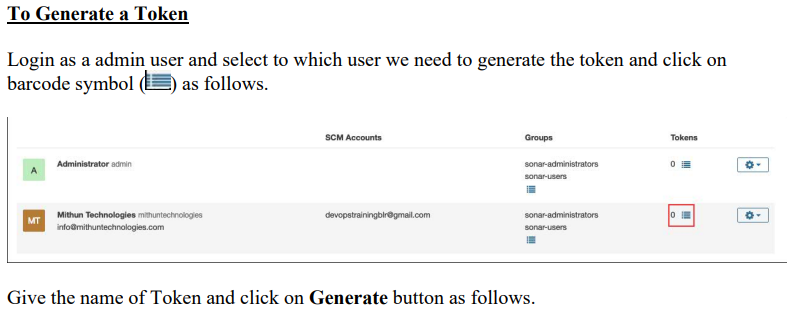 To Generate a Token
Login as a admin user and select to which user we need to generate the token and click on
barcode symbol () as follows.
SCM Accounts Groups Tokens
A Administrator admin sonar-administrators 0
sonar-users
MT Mithun Technologies mithuntechnologies devopstrainingblr@gmail.com sonar-administrators 0
info@mithuntechnologies.com sonar-users
Give the name of Token and click on Generate button as follows.